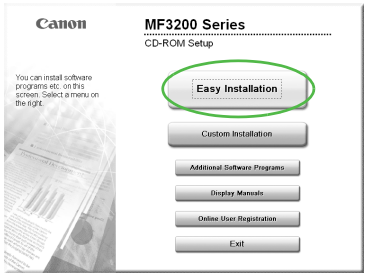 Canon
MF3200 Series
CD-ROM Setup
You can install software
programs etc. on this
screen. Select a menu on
the right.
Easy Installation
Custom Installation
Additional Software Programs
Display Manuals
Online User Registration
Exit